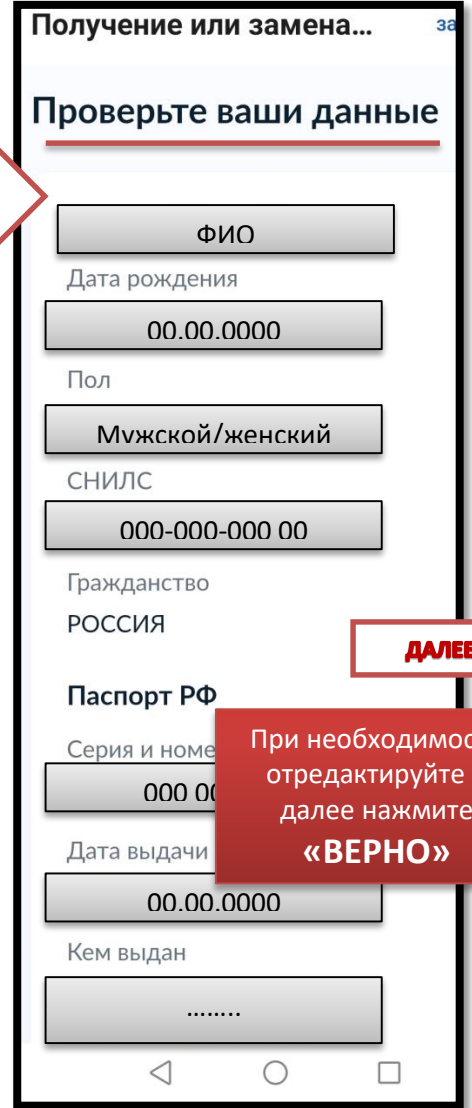 Получение или замена... за
Проверьте ваши данные
ФИО
Дата рождения
00.00.0000
Пол
Мужской/женский
СНИЛС
000-000-000 00
Гражданство
РОССИЯ
ДАЛЕЕ
Паспорт РФ
Серия и номе
000 00
При необходимос
отредактируйте
далее нажмите
«ВЕРНО»
Дата выдачи
00.00.0000
Кем выдан
........